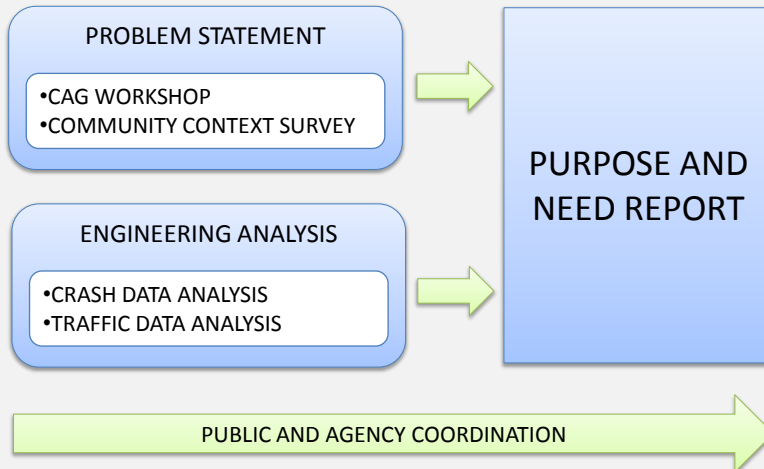 PROBLEM STATEMENT
•CAG WORKSHOP
•COMMUNITY CONTEXT SURVEY
PURPOSE AND
NEED REPORT
ENGINEERING ANALYSIS
•CRASH DATA ANALYSIS
•TRAFFIC DATA ANALYSIS
PUBLIC AND AGENCY COORDINATION